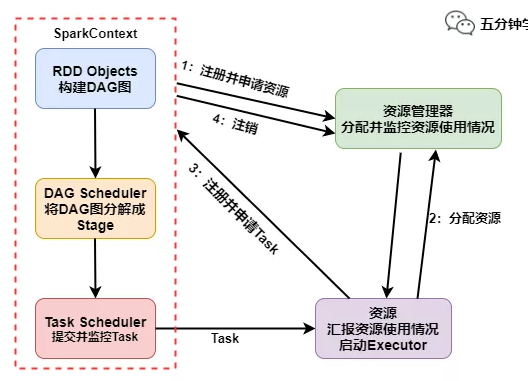 五分钟学
SparkContext
RDD Objects
构建DAG图
1：注册并申请资源
4：注销
资源管理器
分配并监控资源使用情况
DAG Scheduler
将DAG图分解成
Stage
3：注册并申请Task
2：分配资源
Task Scheduler
提交并监控Task
Task
资源
汇报资源使用情况
启动Executor